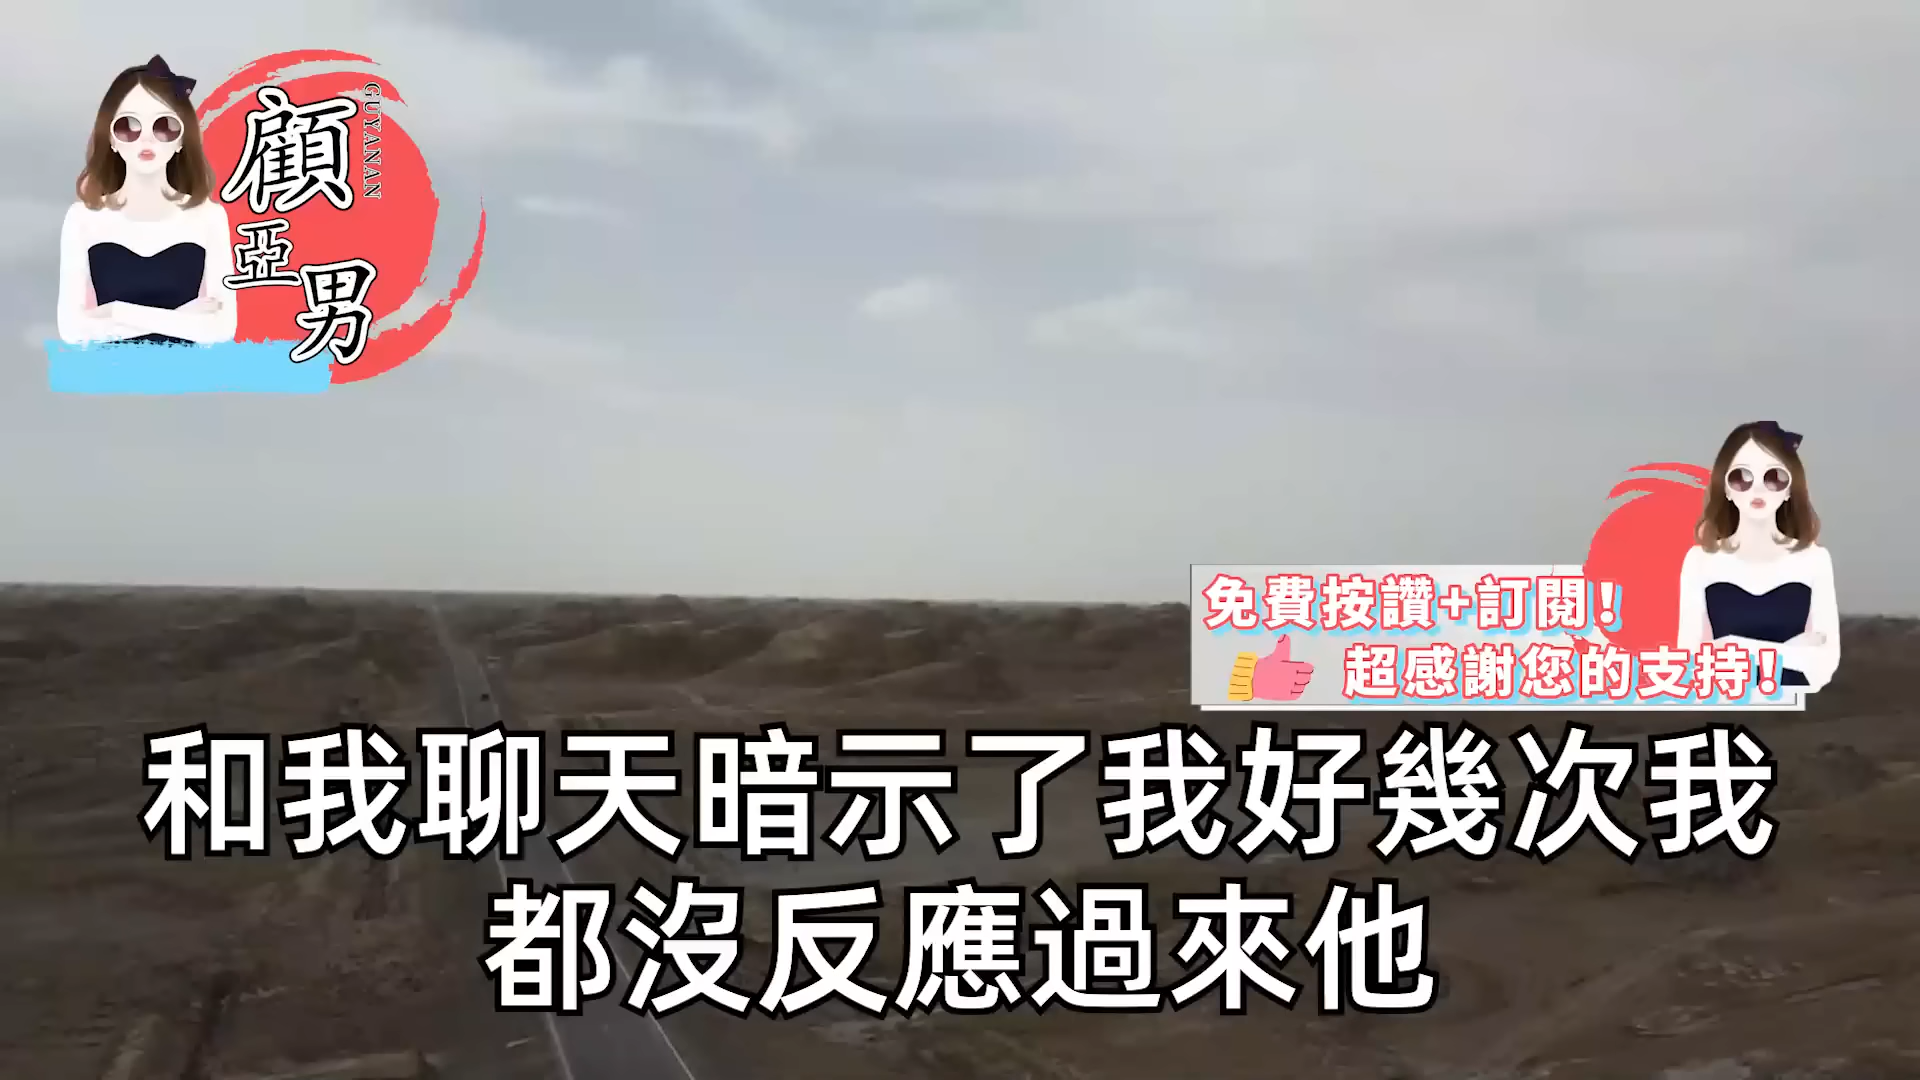 顧亞男
GUYANAN
免費按讚+訂閱!
超感謝您的支持!
和我聊天暗示了我好幾次我
都沒反應過來他